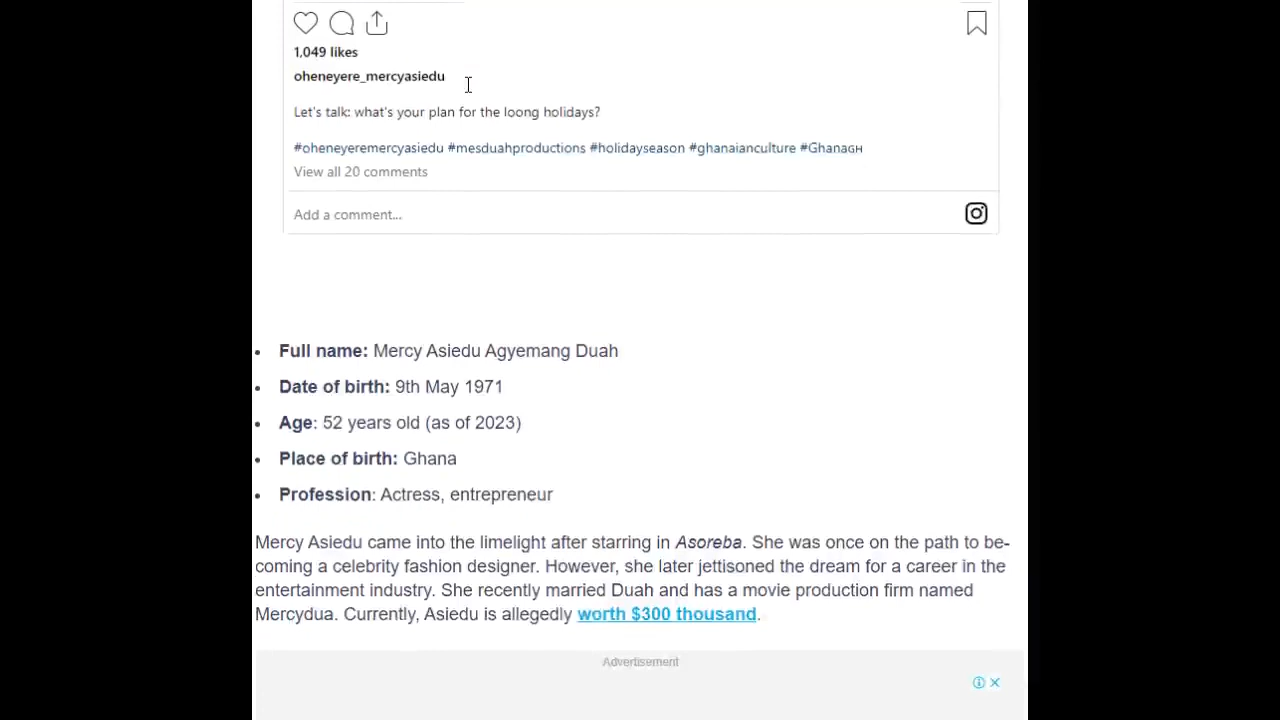 1,049 likes
oheneyere_mercyasiedu
Let's talk: what's your plan for the loong holidays?
#oheneyeremercyasiedu #mesduahproductions #holidayseason #ghanaianculture #GhanaGH
View all 20 comments
Add a comment...
• Full name: Mercy Asiedu Agyemang Duah
• Date of birth: 9th May 1971
• Age: 52 years old (as of 2023)
• Place of birth: Ghana
• Profession: Actress, entrepreneur
Mercy Asiedu came into the limelight after starring in Asoreba. She was once on the path to be-
coming a celebrity fashion designer. However, she later jettisoned the dream for a career in the
entertainment industry. She recently married Duah and has a movie production firm named
Mercydua. Currently, Asiedu is allegedly worth $300 thousand.
Advertisement